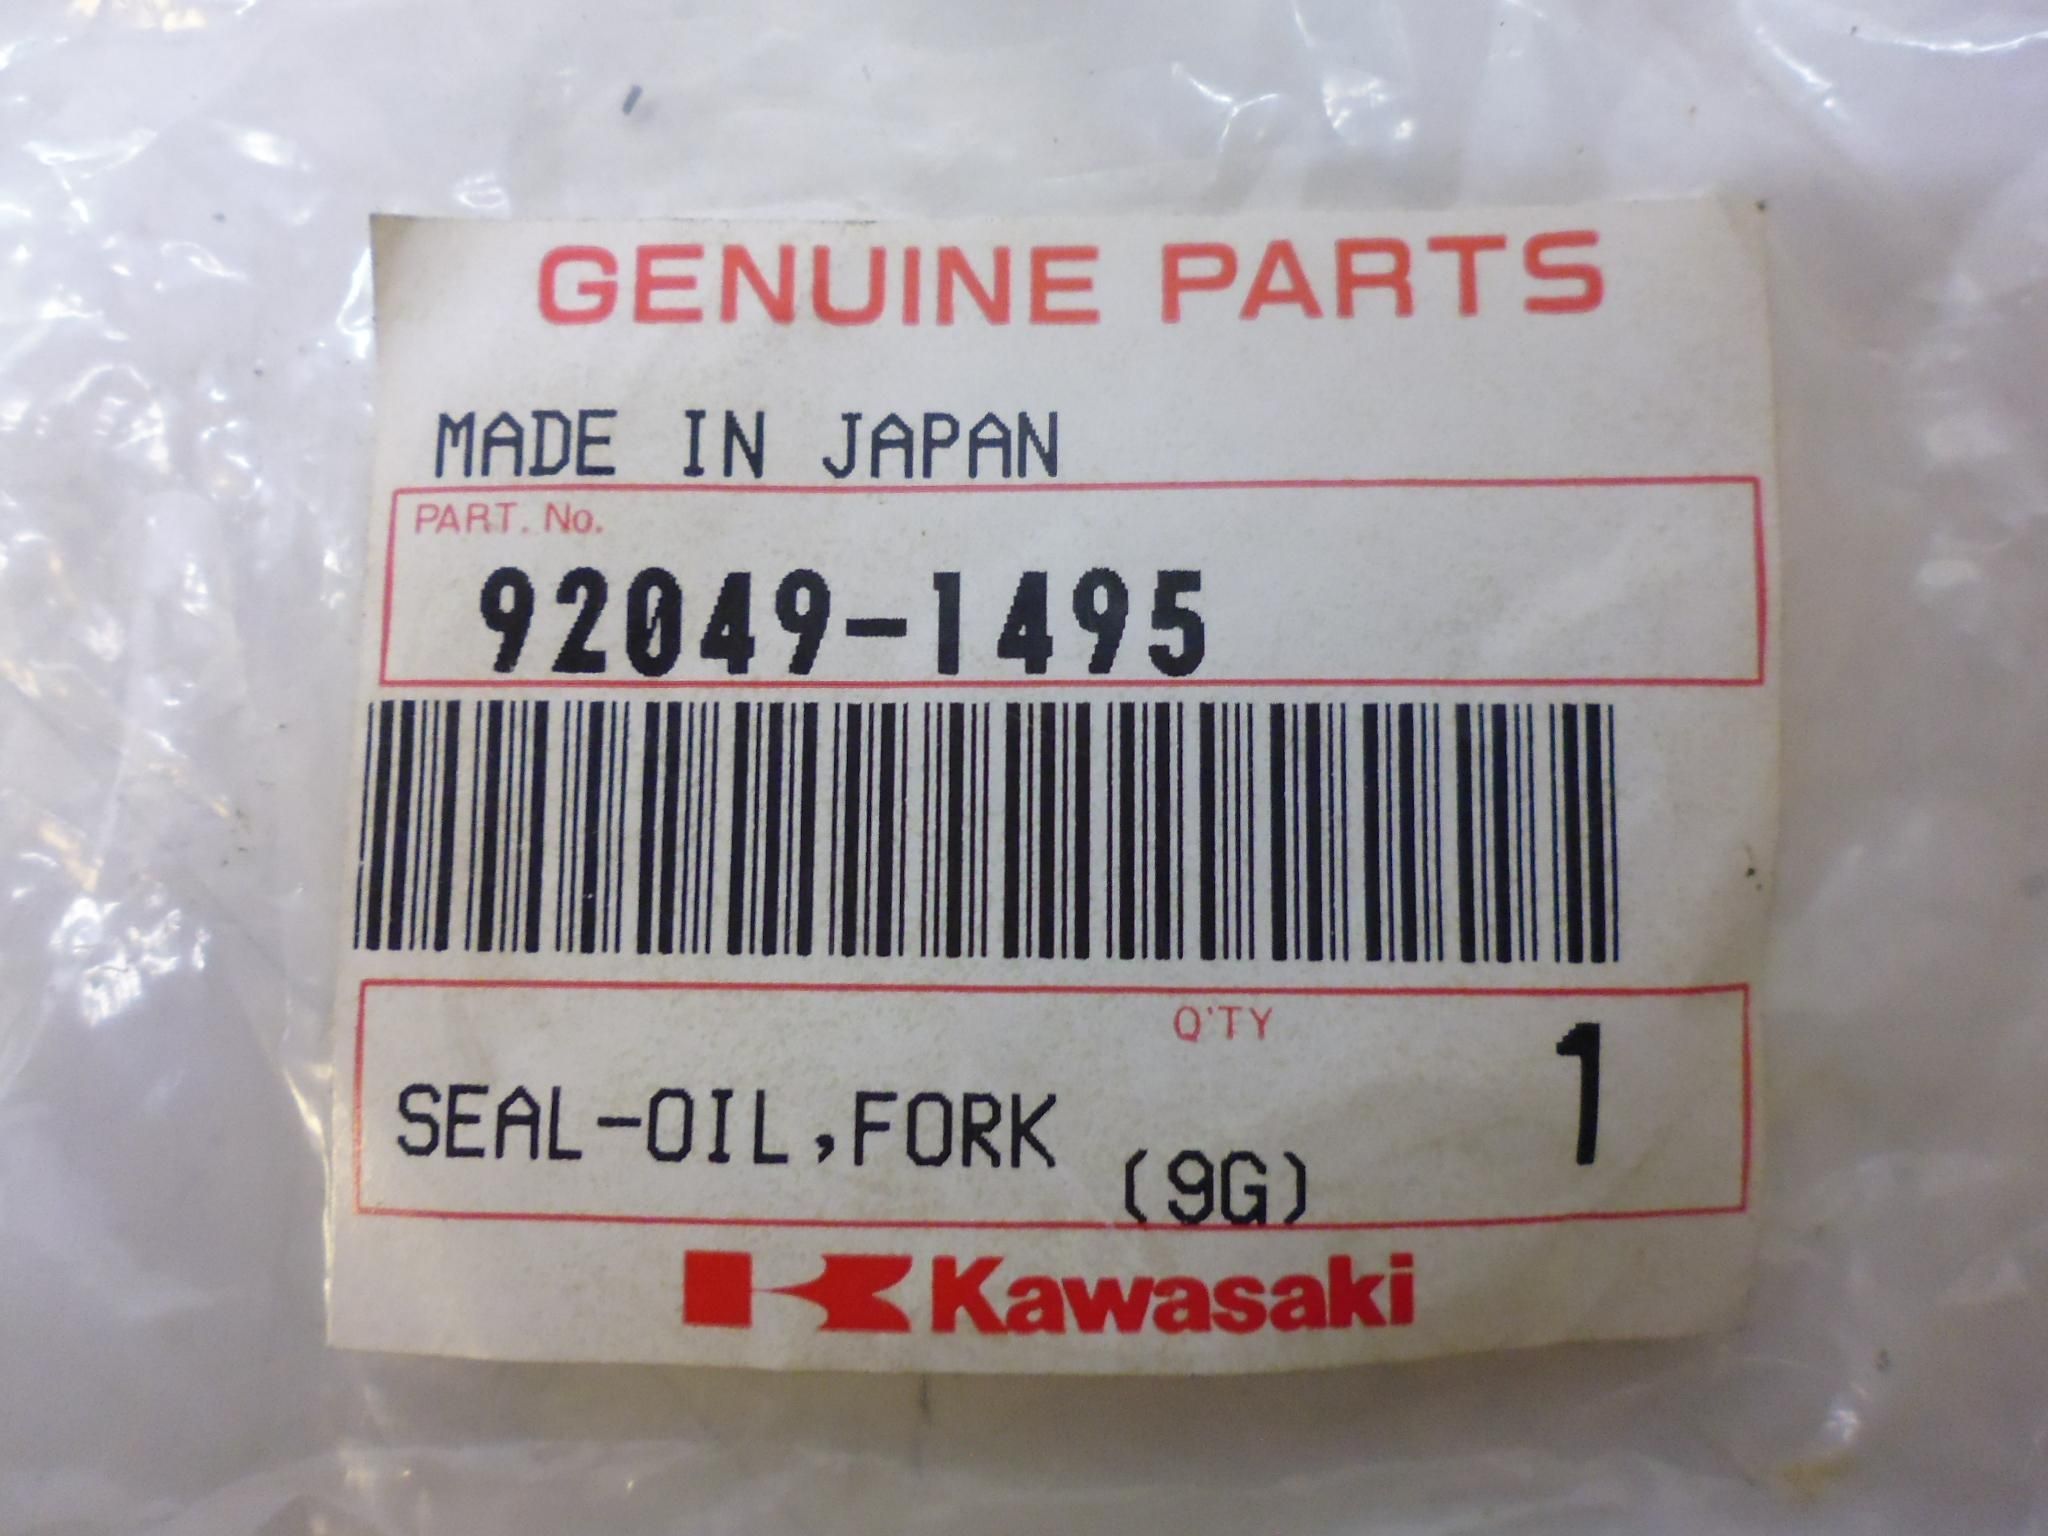 GENUINE PARTS
MADE IN JAPAN
PART. No.
92049-1495
Q'TY
1
SEAL-OIL,FORK
(9G)
Kawasaki